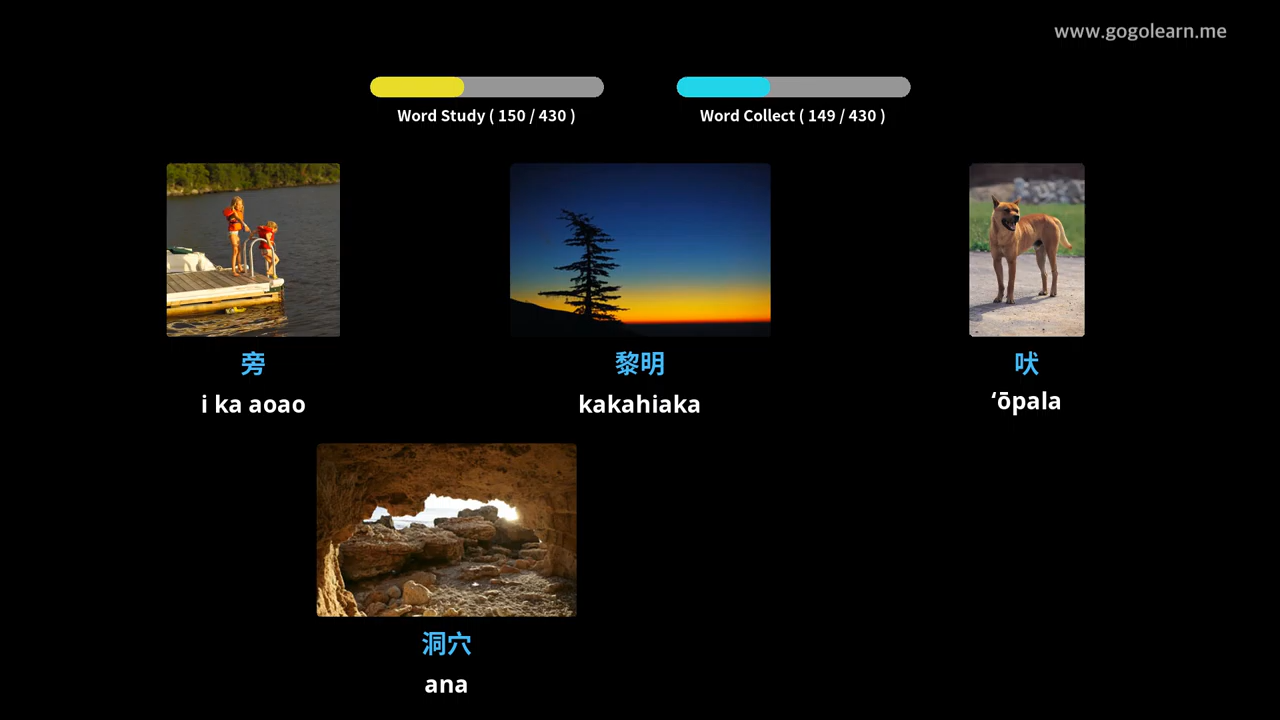 www.gogolearn.me
Word Study ( 150 / 430 )
Word Collect ( 149 / 430 )
旁
i ka aoao
黎明
kakahiaka
吠
ʻōpala
洞穴
ana